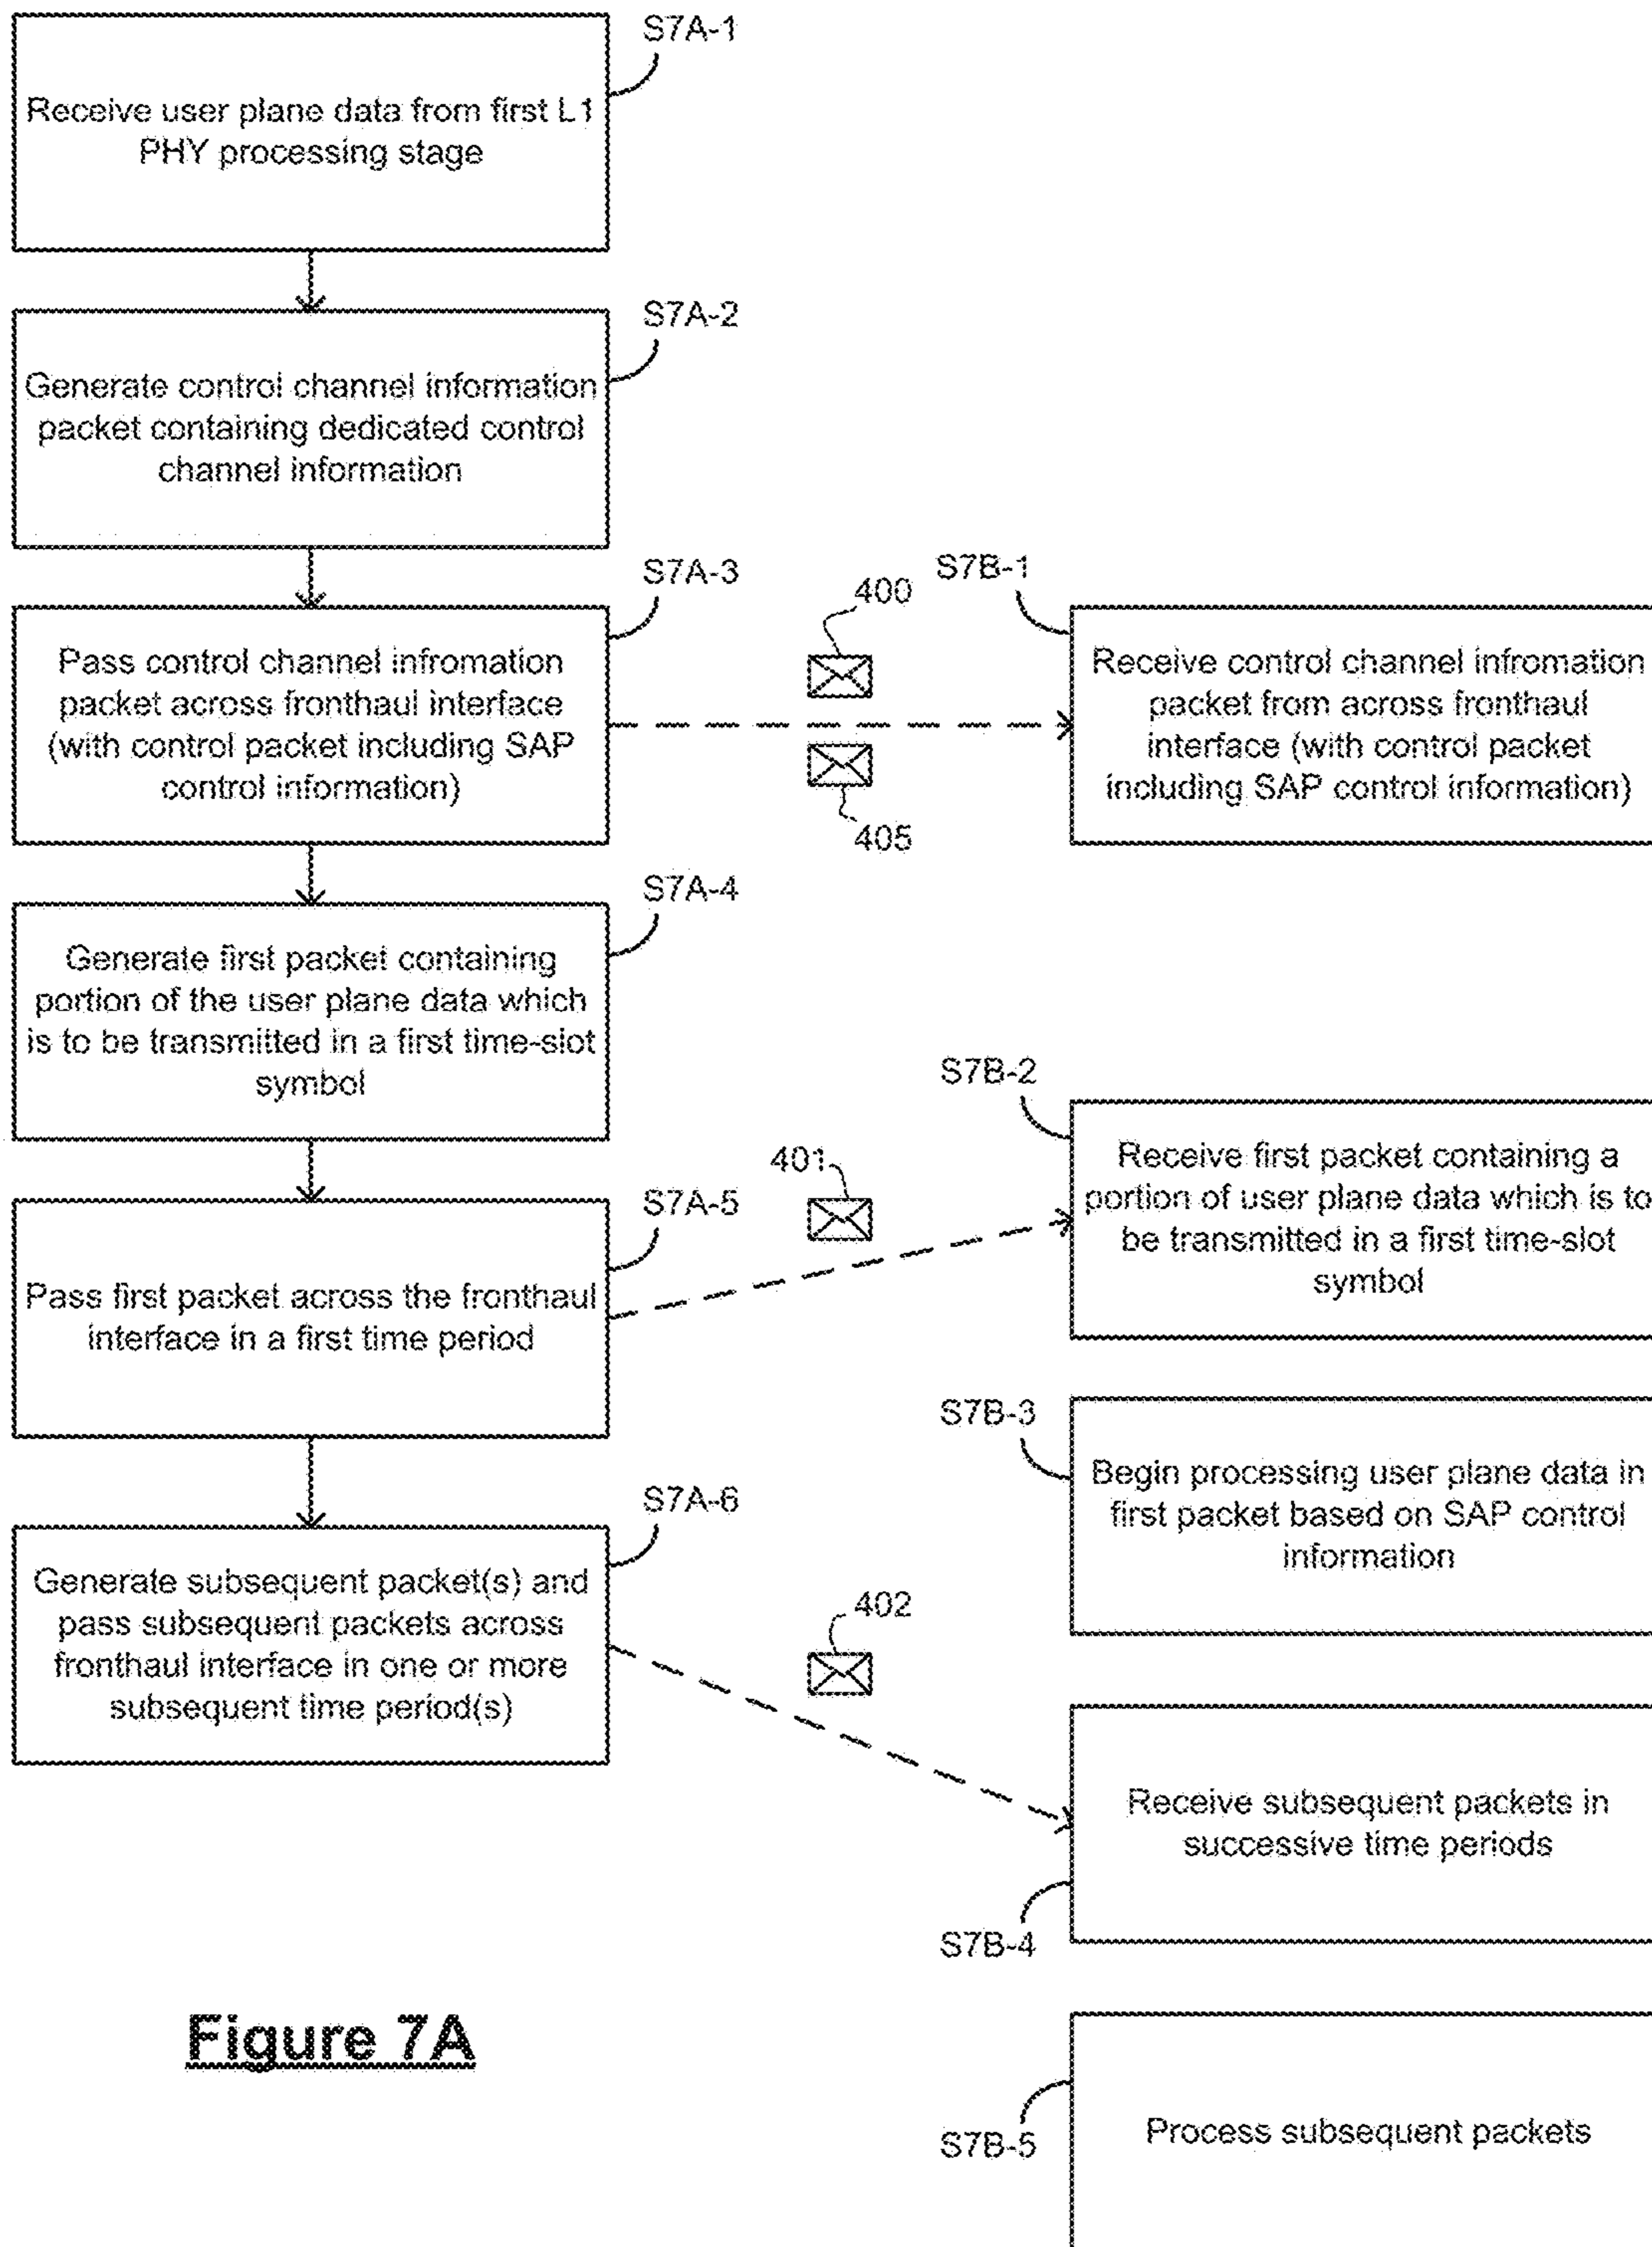 S7A-1
Receive user plane data from first L1
PHY processing stage
S7A-2
Generate control channel information
packet containing dedicated control
channel information
S7A-3
Pass control channel infromation
packet across fronthaul interface
(with control packet including SAP
control information)
400
405
S7B-1
Receive control channel infromation
packet from across fronthaul
interface (with control packet
including SAP control information)
S7A-4
Generate first packet containing
portion of the user plane data which
is to be transmitted in a first time-slot
symbol
S7B-2
Receive first packet containing a
portion of user plane data which is to
be transmitted in a first time-slot
symbol
401
S7A-5
Pass first packet across the fronthaul
interface in a first time period
S7B-3
Begin processing user plane data in
first packet based on SAP control
information
S7A-6
Generate subsequent packet(s) and
pass subsequent packets across
fronthaul interface in one or more
subsequent time period(s)
402
Receive subsequent packets in
successive time periods
S7B-4
Figure 7A
S7B-5
Process subsequent packets